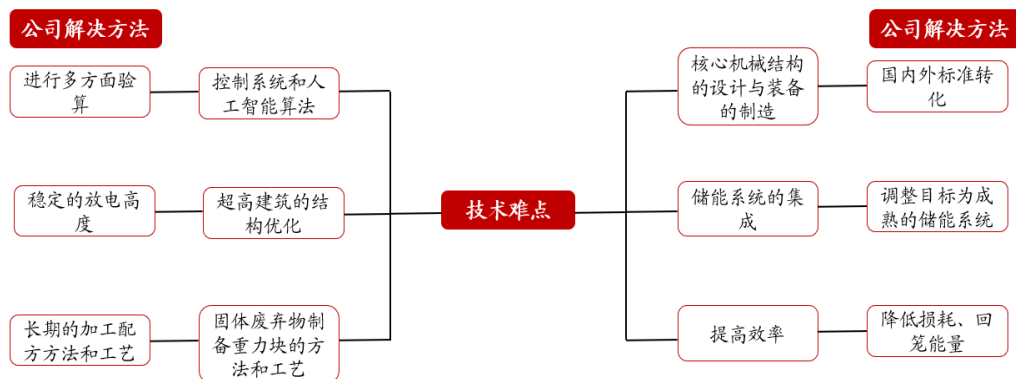 公司解决方法
公司解决方法
进行多方面验
算
控制系统和人
工智能算法
核心机械结构
的设计与装备
的制造
国内外标准转
化
稳定的放电高
度
超高建筑的结
构优化
技术难点
储能系统的集
成
调整目标为成
熟的储能系统
长期的加工配
方方法和工艺
固体废弃物制
备重力块的方
法和工艺
提高效率
降低损耗、回
笼能量